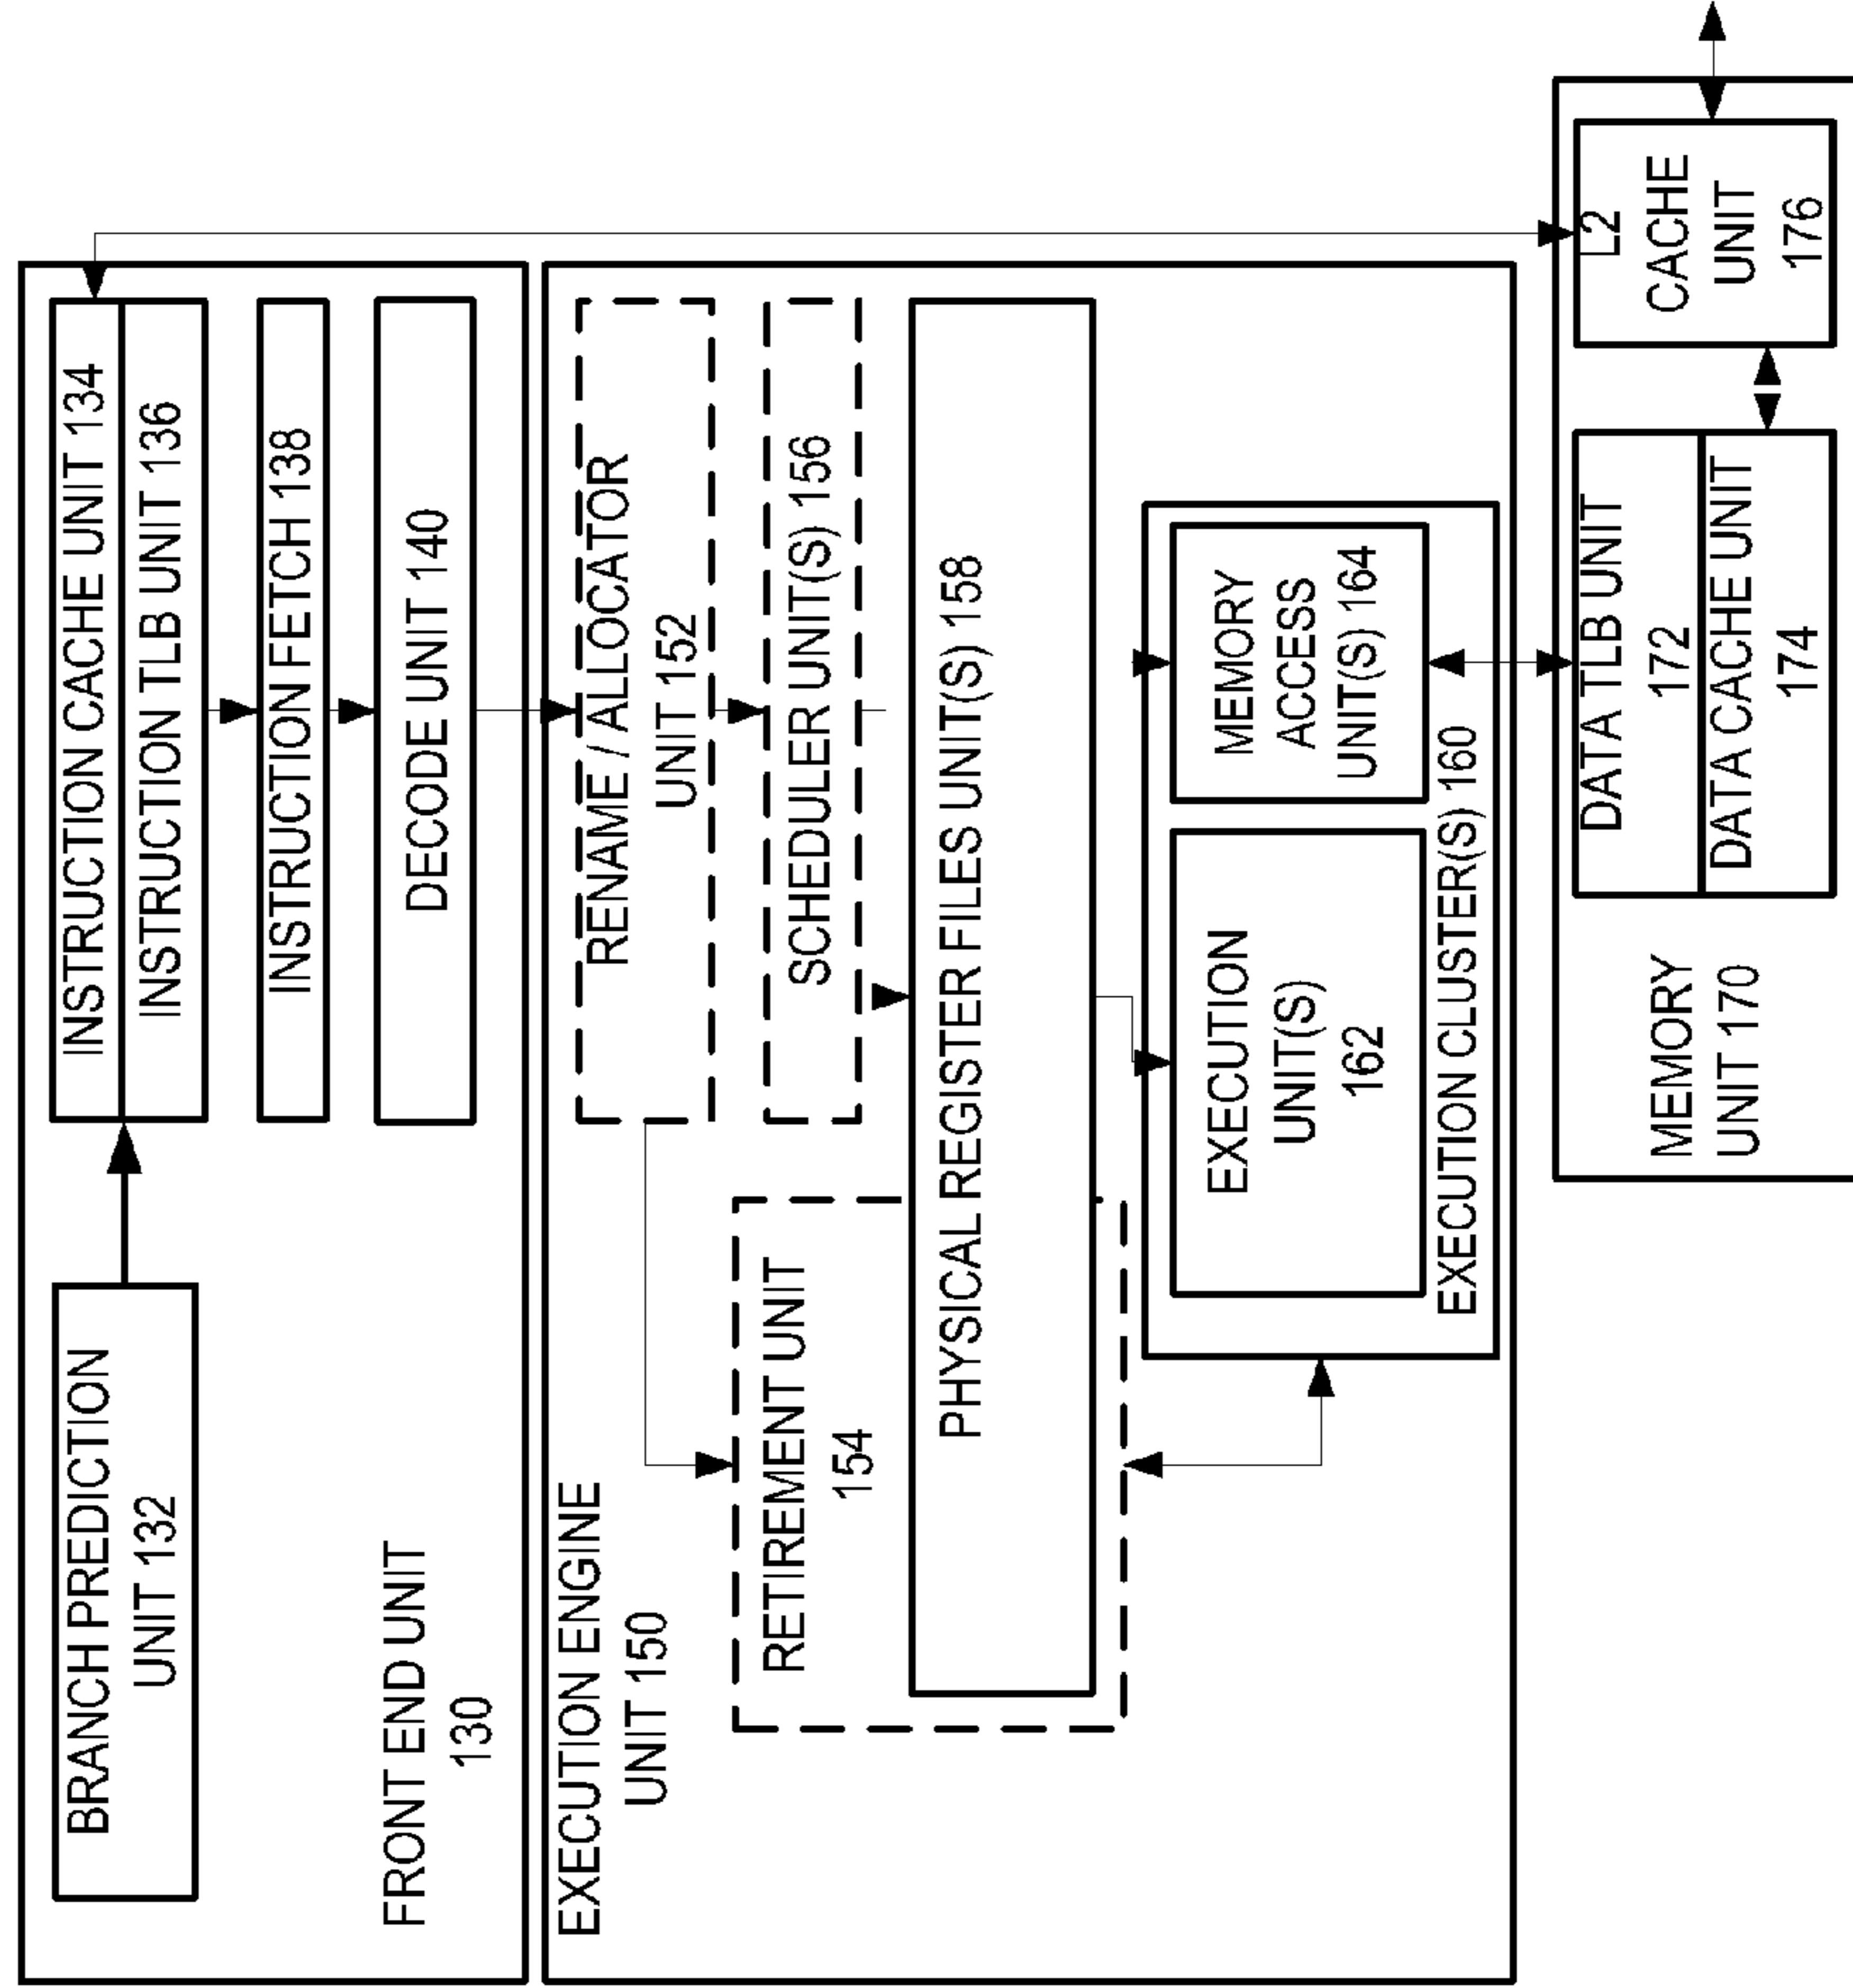 BRANCH PREDICTION
UNIT 132
INSTRUCTION CACHE UNIT 134
INSTRUCTION TLB UNIT 136
INSTRUCTION FETCH 138
DECODE UNIT 140
FRONT END UNIT
130
EXECUTION ENGINE
UNIT 150
RENAME / ALLOCATOR
UNIT 152
SCHEDULER UNIT(S) 156
RETIREMENT UNIT
154
PHYSICAL REGISTER FILES UNIT(S) 158
EXECUTION
UNIT(S)
162
MEMORY
ACCESS
UNIT(S) 164
EXECUTION CLUSTER(S) 160
MEMORY
UNIT 170
DATA TLB UNIT
172
DATA CACHE UNIT
174
L2
CACHE
UNIT
176